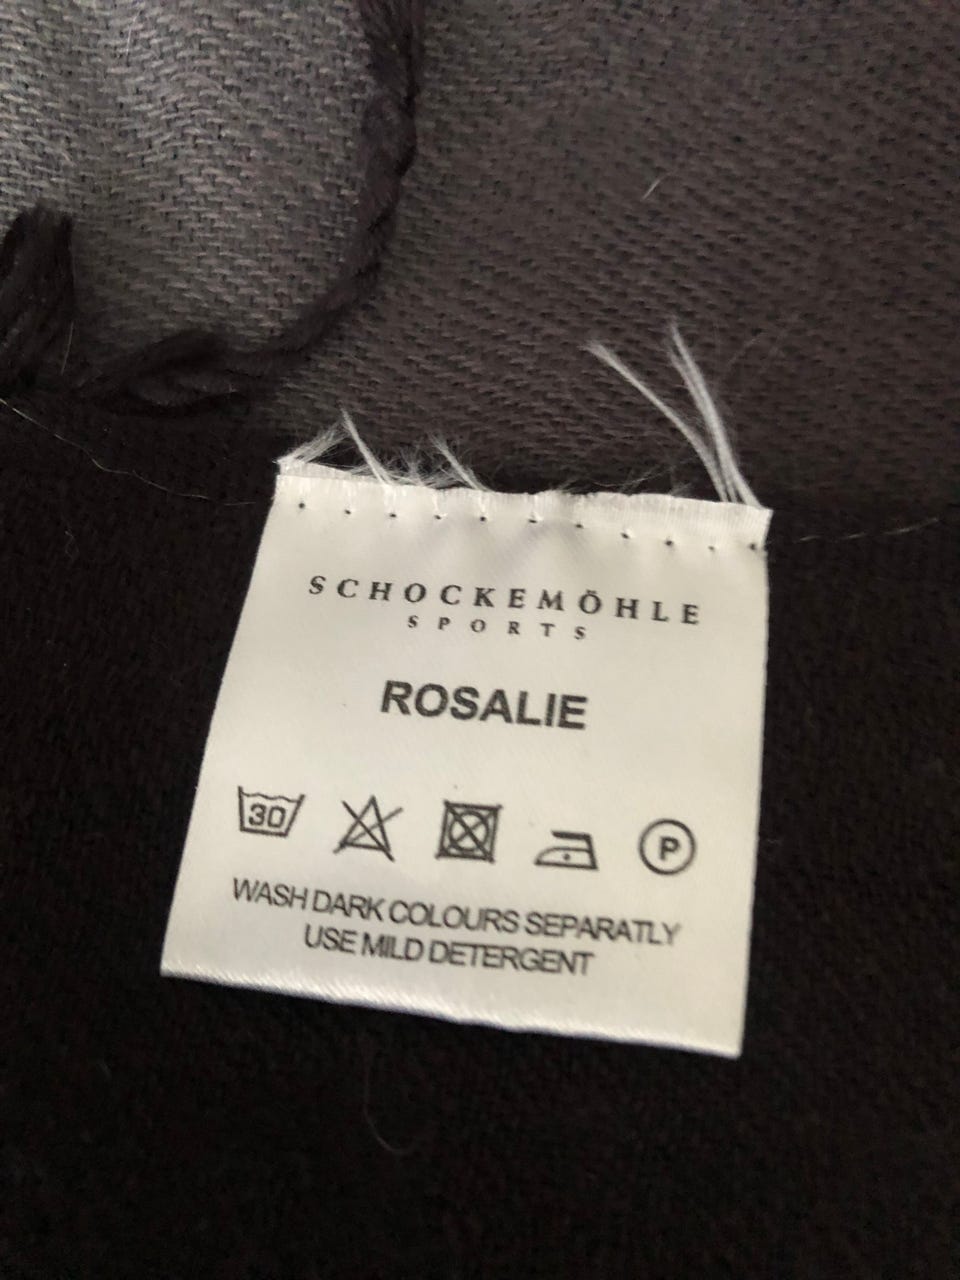 SCHOCKEMÖHLE
SPORTS
ROSALIE
30 P
WASH DARK COLOURS SEPARATLY
USE MILD DETERGENT